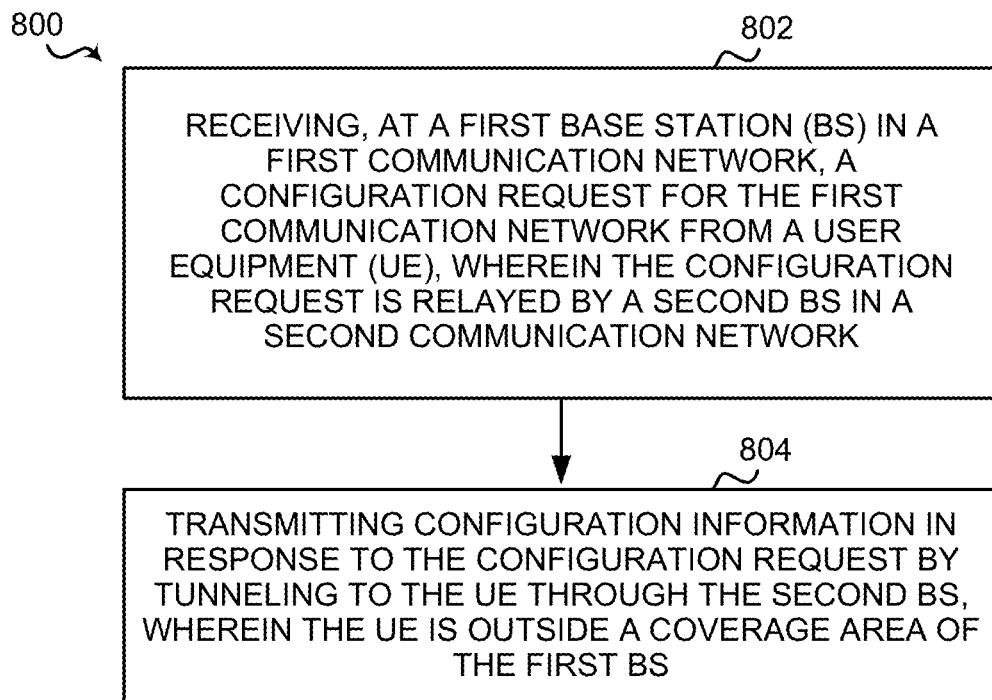 800
802
RECEIVING, AT A FIRST BASE STATION (BS) IN A
FIRST COMMUNICATION NETWORK, A
CONFIGURATION REQUEST FOR THE FIRST
COMMUNICATION NETWORK FROM A USER
EQUIPMENT (UE), WHEREIN THE CONFIGURATION
REQUEST IS RELAYED BY A SECOND BS IN A
SECOND COMMUNICATION NETWORK
804
TRANSMITTING CONFIGURATION INFORMATION IN
RESPONSE TO THE CONFIGURATION REQUEST BY
TUNNELING TO THE UE THROUGH THE SECOND BS,
WHEREIN THE UE IS OUTSIDE A COVERAGE AREA OF
THE FIRST BS